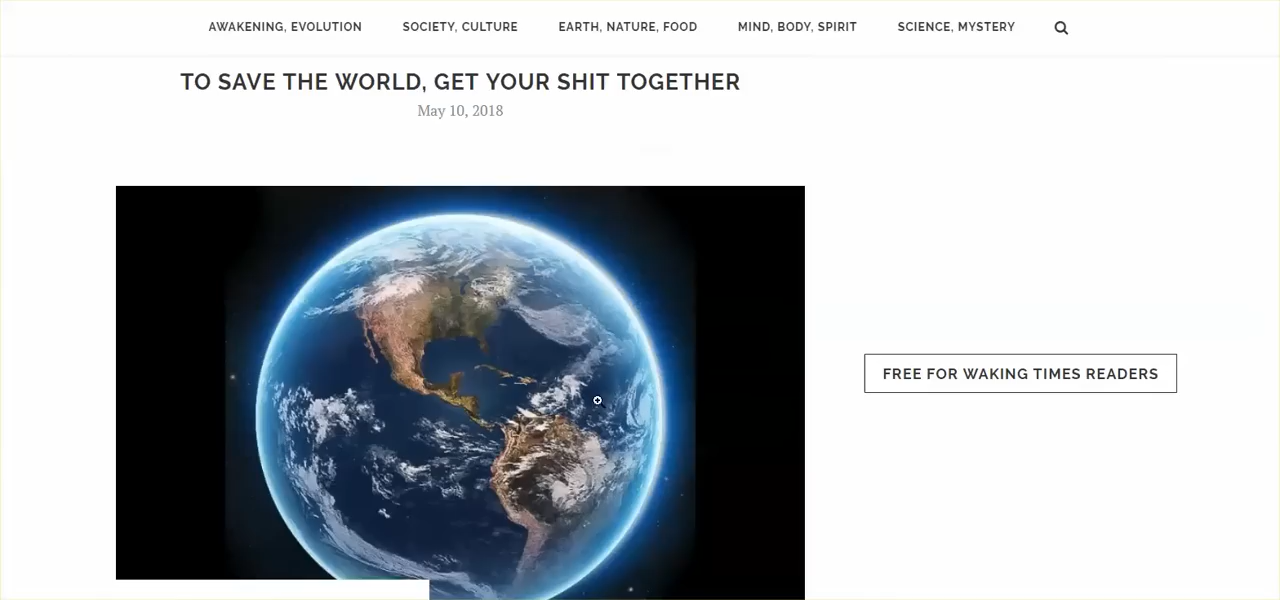 AWAKENING, EVOLUTION SOCIETY, CULTURE EARTH, NATURE, FOOD MIND, BODY, SPIRIT SCIENCE, MYSTERY
TO SAVE THE WORLD, GET YOUR SHIT TOGETHER
May 10, 2018
FREE FOR WAKING TIMES READERS